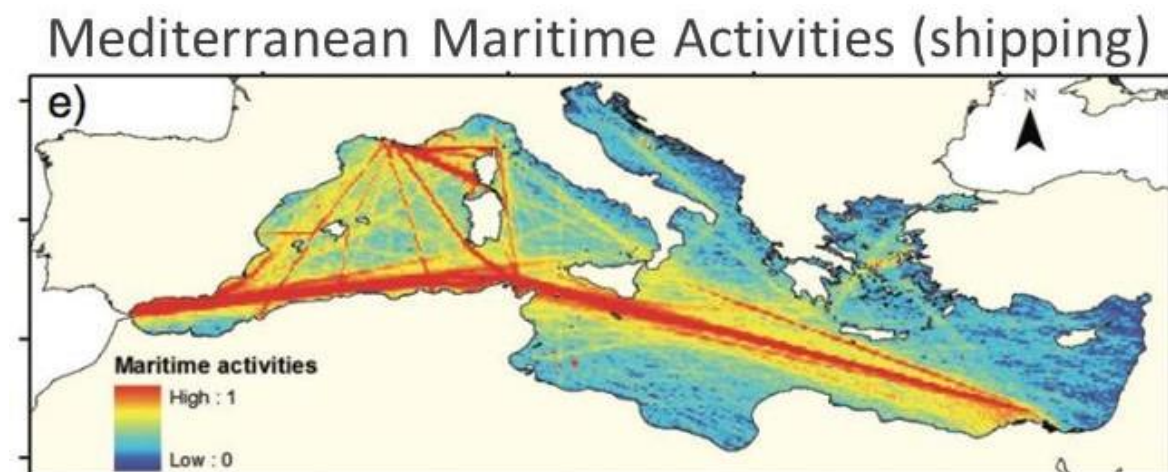 Mediterranean Maritime Activities (shipping)
e)
N
Maritime activities
High : 1
Low : 0